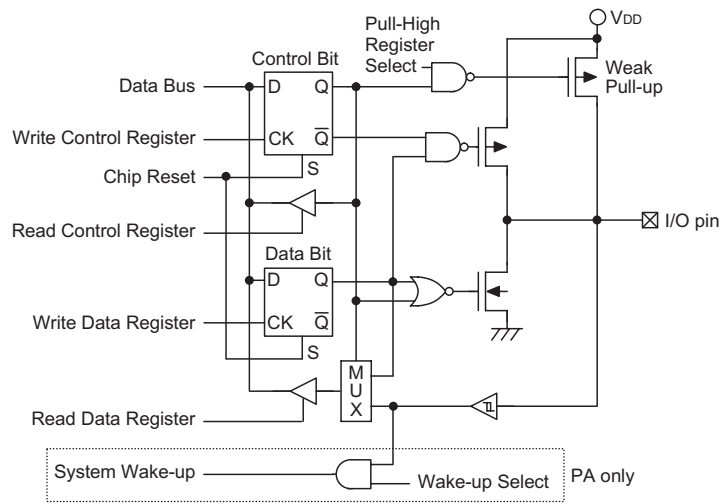 VDD
Pull-High
Register
Select
Control Bit
Weak
Pull-up
Data Bus
D
Q
Write Control Register
CK
Q
Chip Reset
S
Read Control Register
I/O pin
Data Bit
D
Q
Write Data Register
CK
Q
S
M
U
X
Read Data Register
System Wake-up
Wake-up Select
PA only